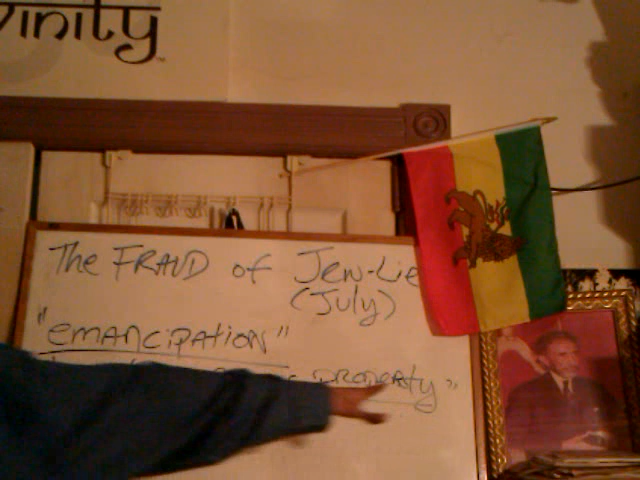 vinity
The FRAUD of Jew-Lie
(July)
"emancipation"
property"